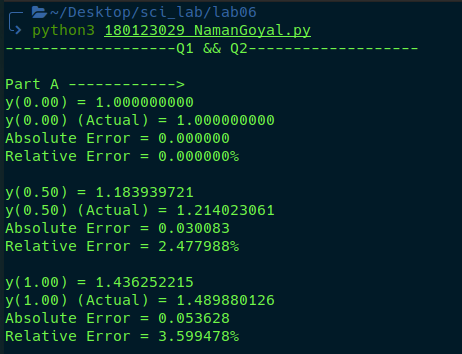 ~/Desktop/sci_lab/lab06
python3 180123029_NamanGoyal.py
-------------------Q1 && Q2-------------------
Part A ------------>
y(0.00) = 1.000000000
y(0.00) (Actual) = 1.000000000
Absolute Error = 0.000000
Relative Error = 0.000000%
y(0.50) = 1.183939721
y(0.50) (Actual) = 1.214023061
Absolute Error = 0.030083
Relative Error = 2.477988%
y(1.00) = 1.436252215
y(1.00) (Actual) = 1.489880126
Absolute Error = 0.053628
Relative Error = 3.599478%